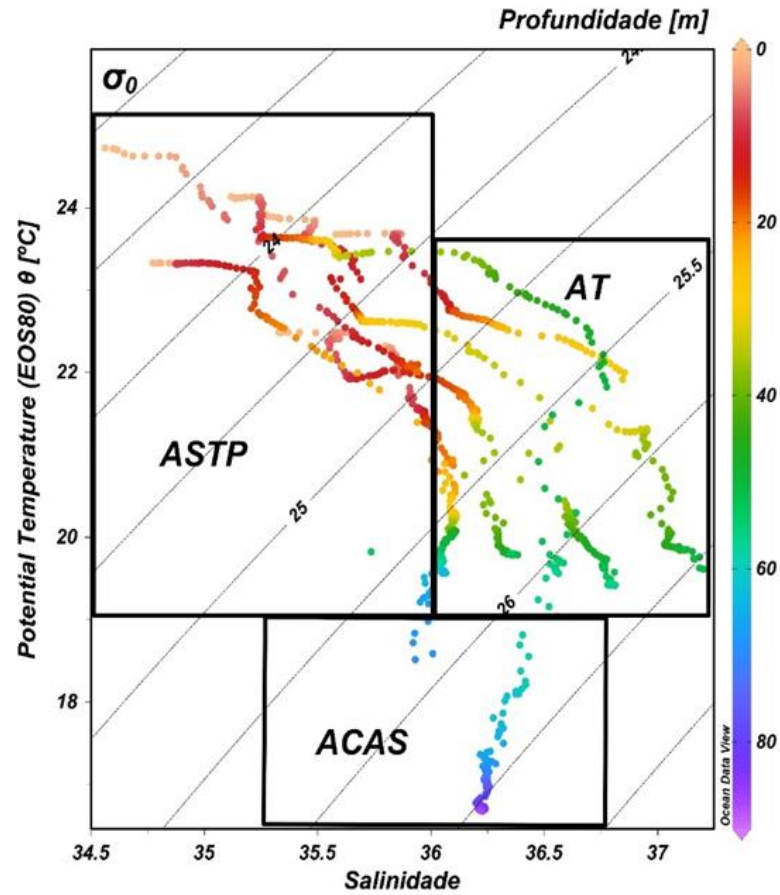 Profundidade [m]
σ0
24.
0
24
24
25.5
AT
20
22
ASTP
40
25
20
60
26
18
ACAS
80
Ocean Data View
34.5 35 35.5 36 36.5 37
Salinidade
Potential Temperature (EOS80) θ [ºC]